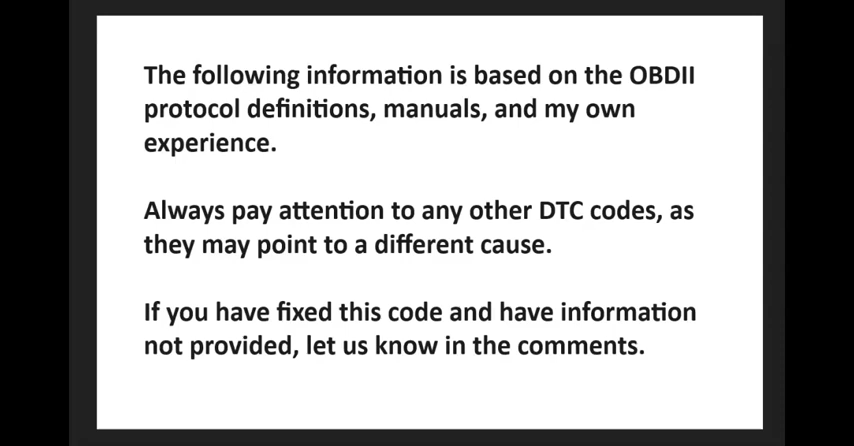 The following information is based on the OBDII
protocol definitions, manuals, and my own
experience.
Always pay attention to any other DTC codes, as
they may point to a different cause.
If you have fixed this code and have information
not provided, let us know in the comments.